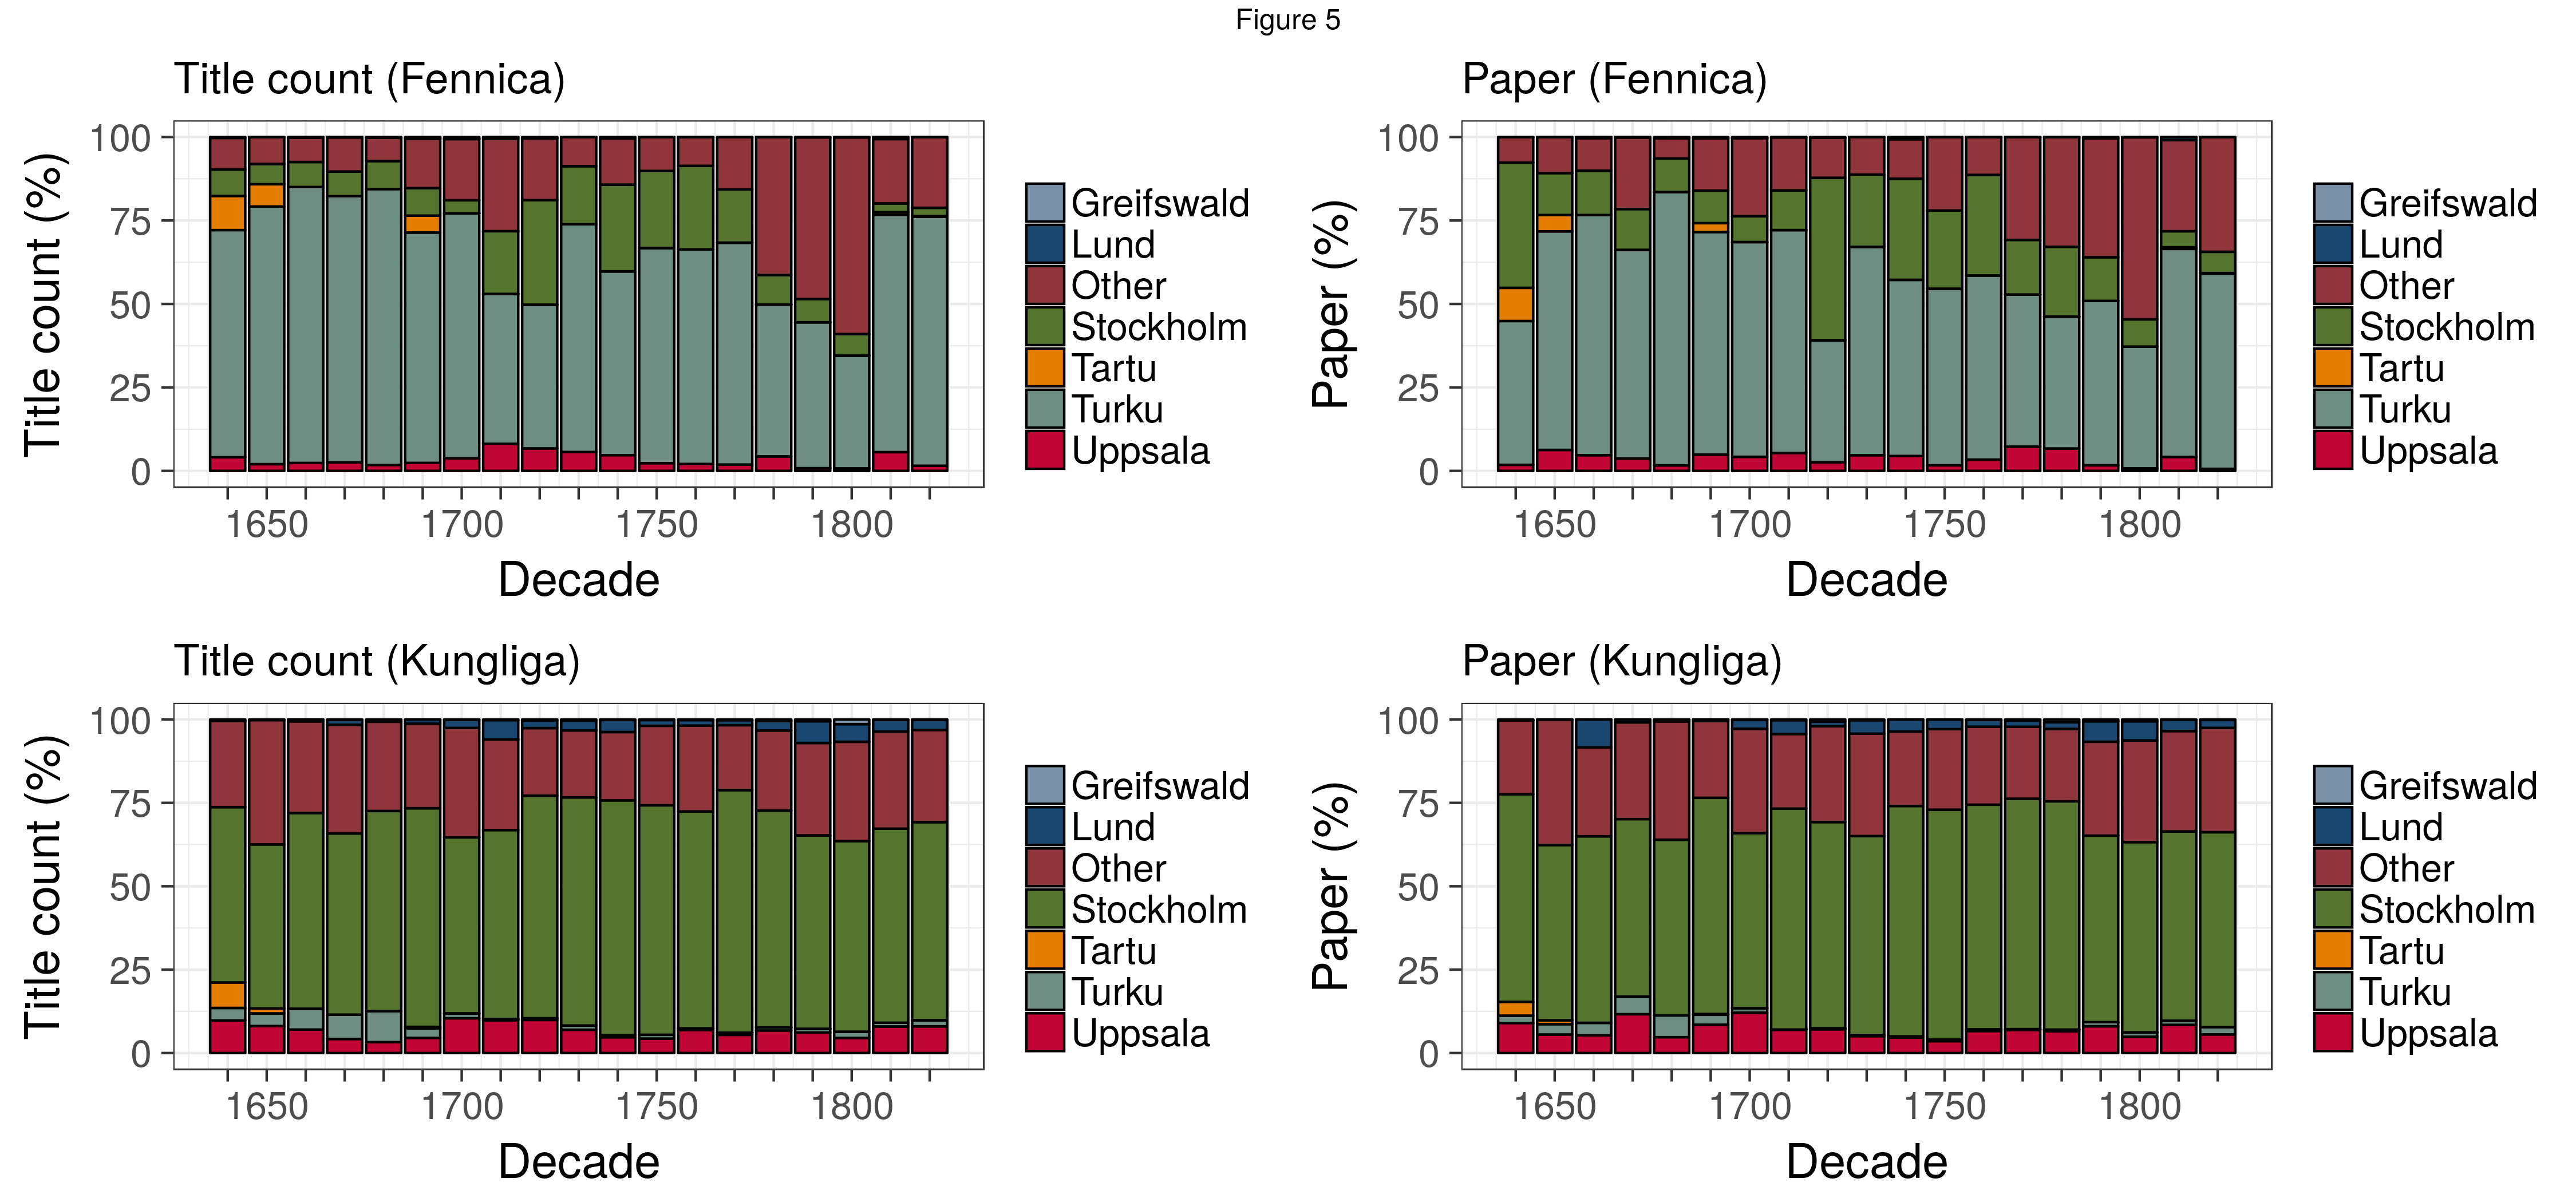 Figure 5
Title count (Fennica)
Title count (%)
100
75
50
25
0
1650 1700 1750 1800
Decade
Greifswald
Lund
Other
Stockholm
Tartu
Turku
Uppsala
Paper (Fennica)
Paper (%)
100
75
50
25
0
1650 1700 1750 1800
Decade
Greifswald
Lund
Other
Stockholm
Tartu
Turku
Uppsala
Title count (Kungliga)
Title count (%)
100
75
50
25
0
1650 1700 1750 1800
Decade
Greifswald
Lund
Other
Stockholm
Tartu
Turku
Uppsala
Paper (Kungliga)
Paper (%)
100
75
50
25
0
1650 1700 1750 1800
Decade
Greifswald
Lund
Other
Stockholm
Tartu
Turku
Uppsala